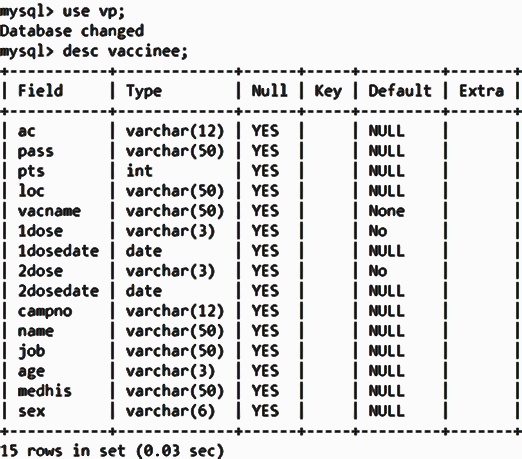 mysql> use vp;
Database changed
mysql> desc vaccinee;
+-----------+-------------+------+-----+---------+-------+
| Field     | Type        | Null | Key | Default | Extra |
+-----------+-------------+------+-----+---------+-------+
| ac        | varchar(12) | YES  |     | NULL    |       |
| pass      | varchar(50) | YES  |     | NULL    |       |
| pts       | int         | YES  |     | NULL    |       |
| loc       | varchar(50) | YES  |     | NULL    |       |
| vacname   | varchar(50) | YES  |     | None    |       |
| 1dose     | varchar(3)  | YES  |     | No      |       |
| 1dosedate | date        | YES  |     | NULL    |       |
| 2dose     | varchar(3)  | YES  |     | No      |       |
| 2dosedate | date        | YES  |     | NULL    |       |
| campno    | varchar(12) | YES  |     | NULL    |       |
| name      | varchar(50) | YES  |     | NULL    |       |
| job       | varchar(50) | YES  |     | NULL    |       |
| age       | varchar(3)  | YES  |     | NULL    |       |
| medhis    | varchar(50) | YES  |     | NULL    |       |
| sex       | varchar(6)  | YES  |     | NULL    |       |
+-----------+-------------+------+-----+---------+-------+
15 rows in set (0.03 sec)